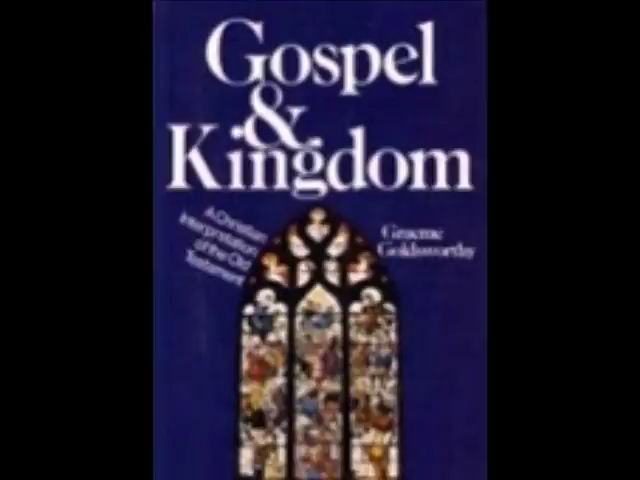 Gospel
&
Kingdom
A Christian
Interpretation
of the Old
Testament
Graeme
Goldsworthy